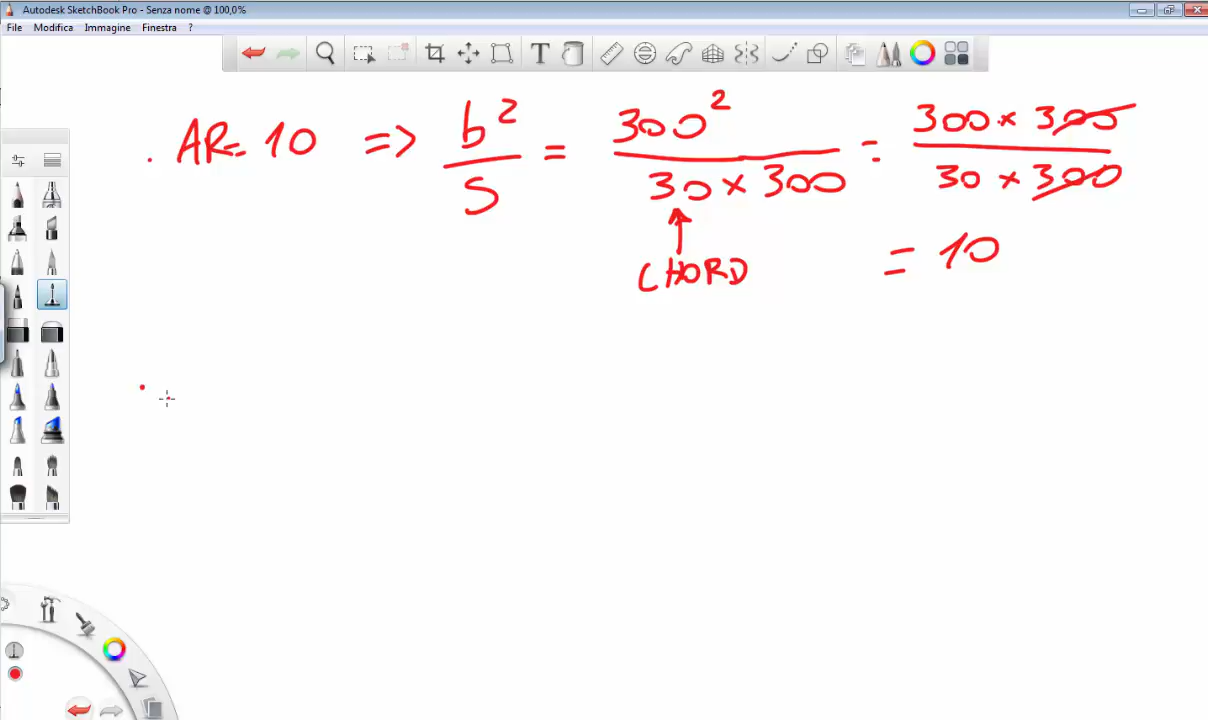 Autodesk SketchBook Pro - Senza nome @ 100,0%
File Modifica Immagine Finestra ?
T
. AR= 10 => b² / S = 300² / 30 × 300 = 300 × 300 / 30 × 300
CHORD
= 10